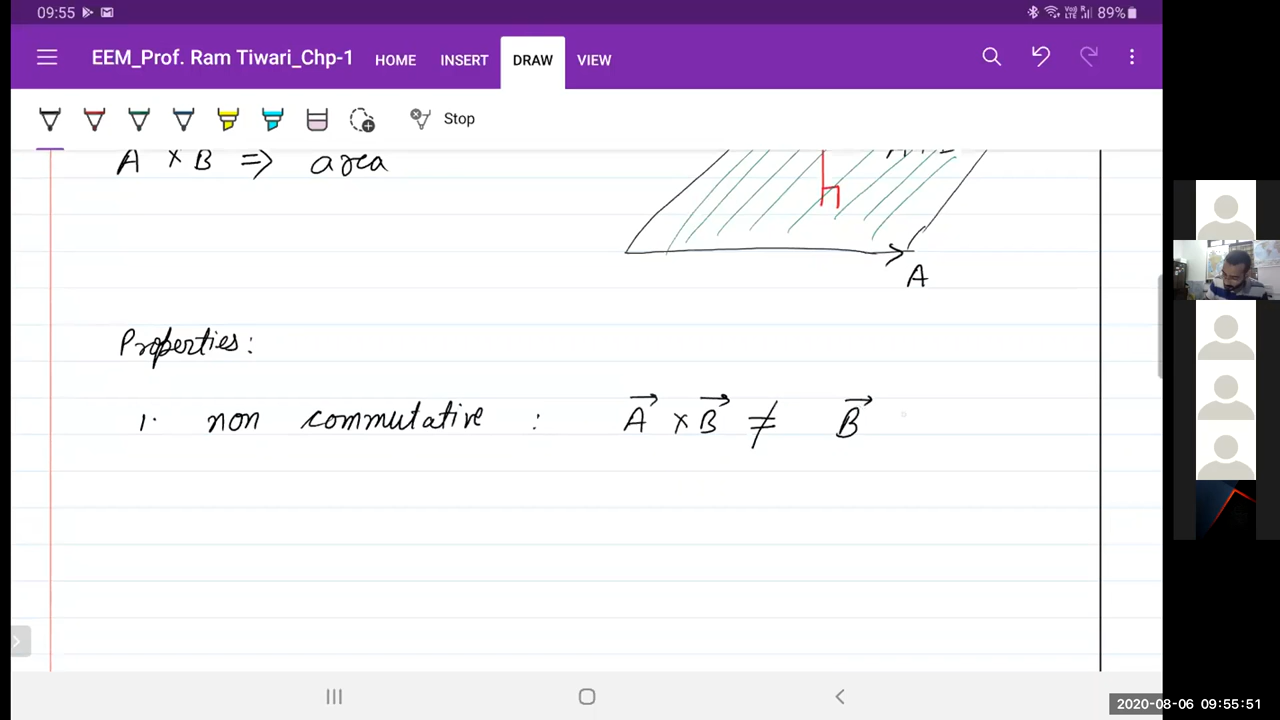 09:55 89%
EEM_Prof. Ram Tiwari_Chp-1 HOME INSERT DRAW VIEW
Stop
A × B => area
h
A
Properties:
1. non commutative : A⃗ × B⃗ ≠ B⃗
2020-08-06 09:55:51